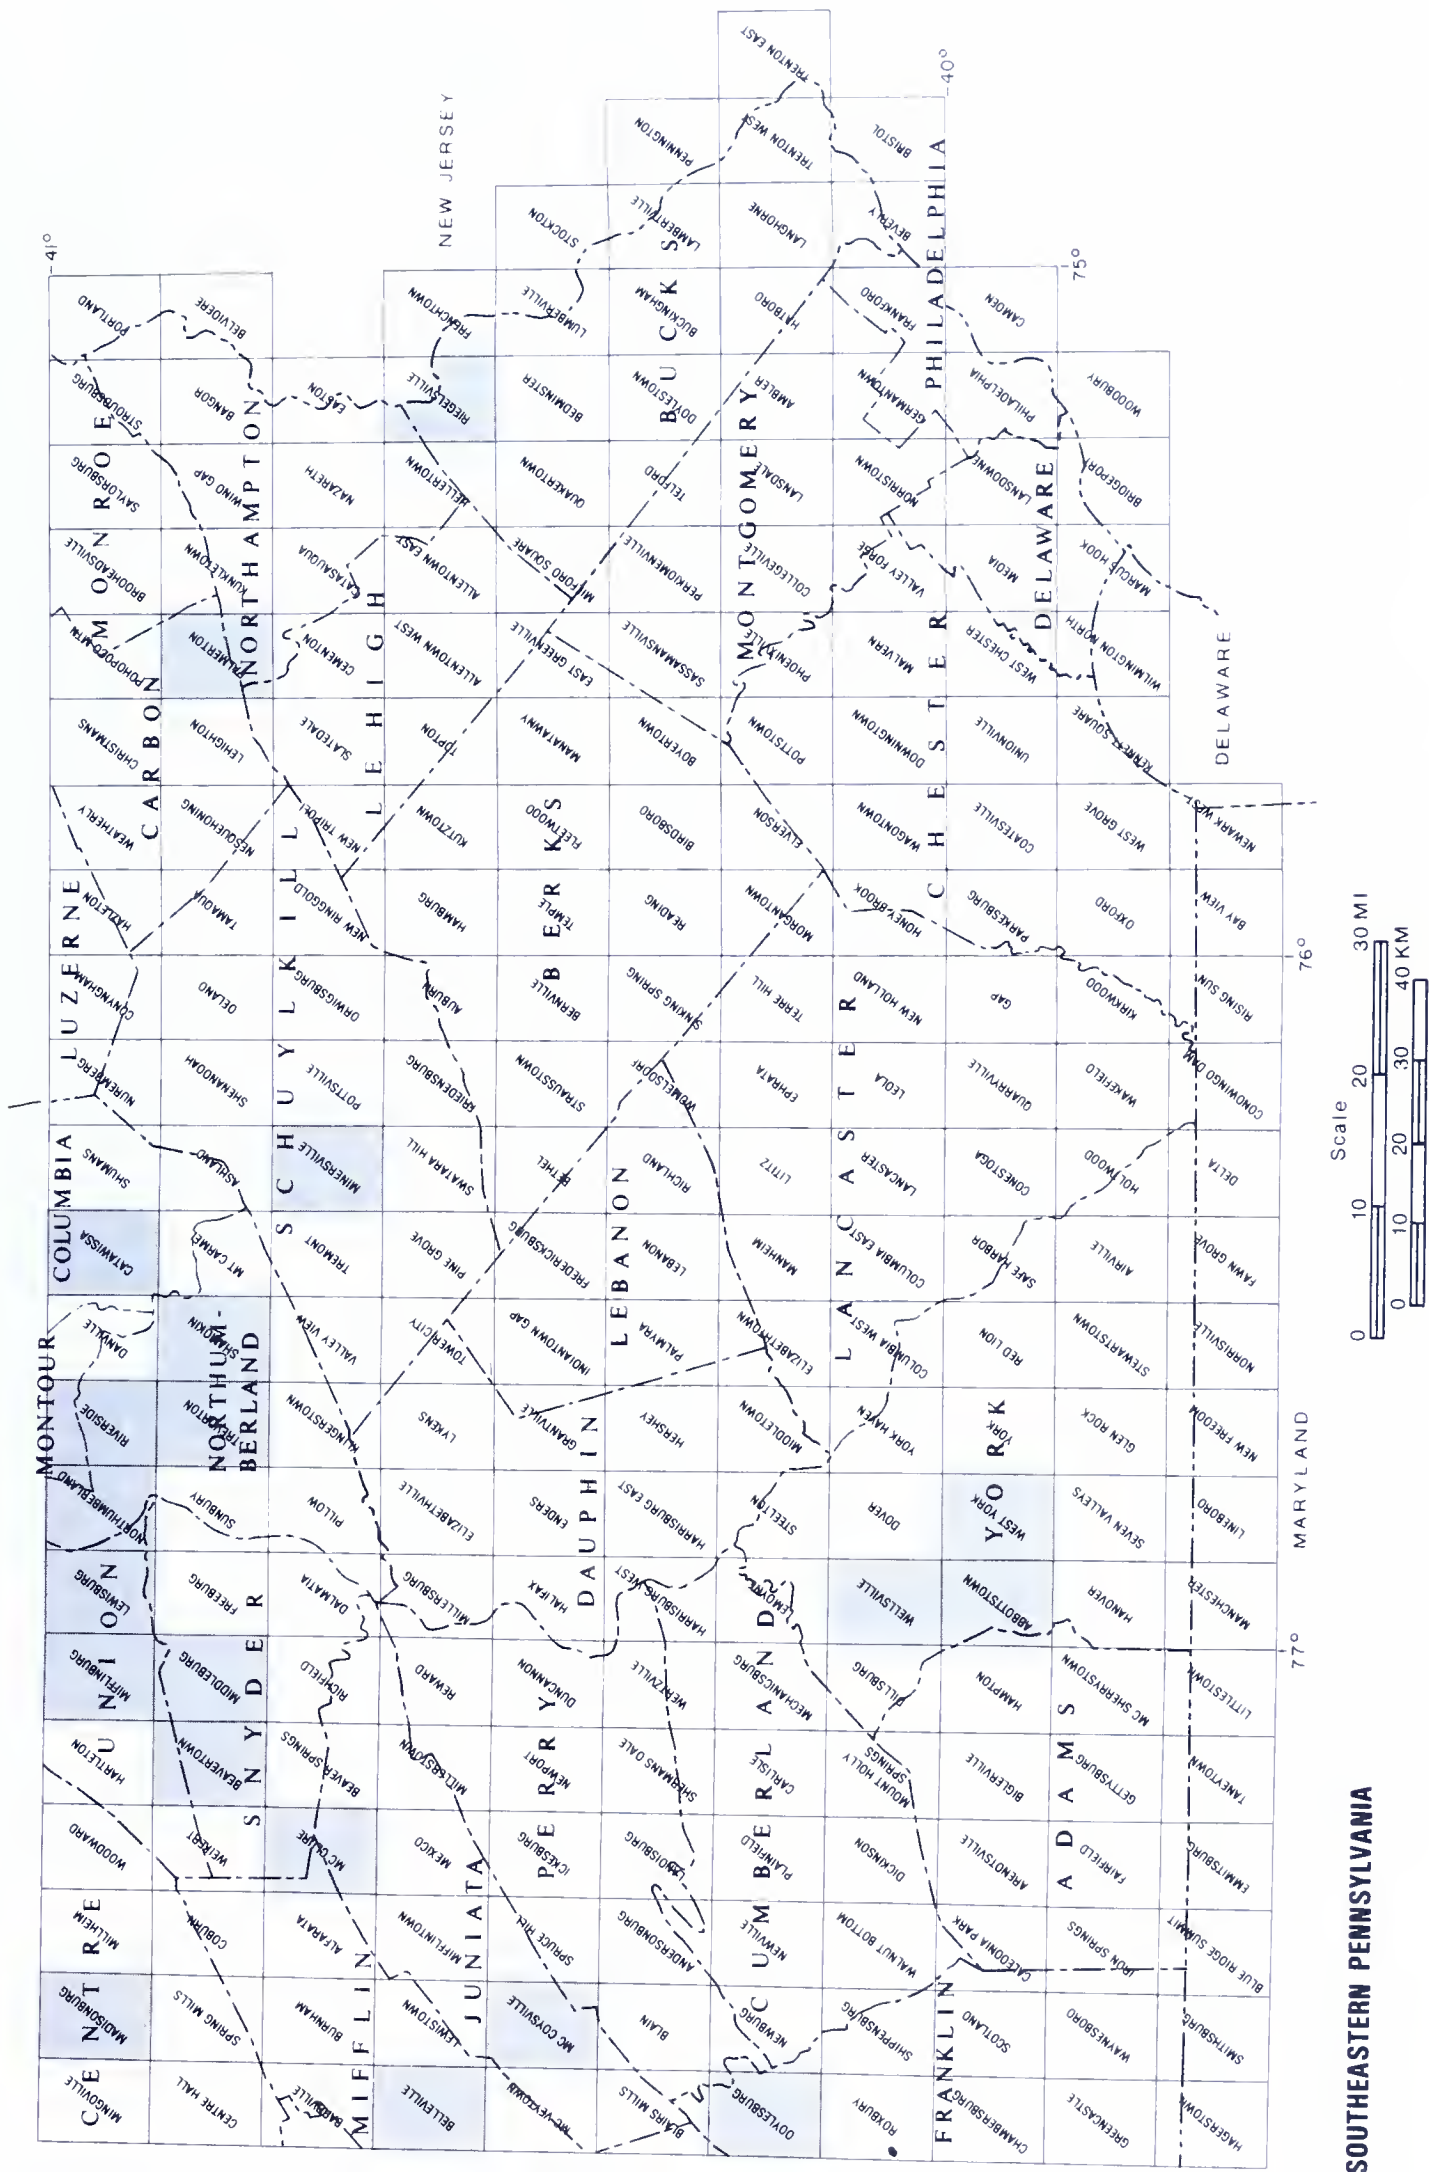 MINGOVILLE
MADISONBURG
MILLHEIM
WOODWARD
HARTLETON
MIFFLINBURG
LEWISBURG
NORTHUMBERLAND
RIVERSIDE
DANVILLE
CATAWISSA
SHUMANS
NUREMBERG
CONYNGHAM
HAZLETON
WEATHERLY
CHRISTMANS
POHOPOCO MTN
BRODHEADSVILLE
SAYLORSBURG
STROUDSBURG
PORTLAND
41°
CENTRE
UNION
MONTOUR
COLUMBIA
LUZERNE
CARBON
MONROE
CENTRE HALL
SPRING MILLS
COBURN
WEIKERT
BEAVERTOWN
MIDDLEBURG
FREEBURG
SUNBURY
TREVORTON
SHAMOKIN
MT CARMEL
ASHLAND
SHENANDOAH
DELANO
TAMAQUA
NESQUEHONING
LEHIGHTON
PALMERTON
KUNKLETOWN
WIND GAP
BANGOR
BELVIDERE
SNYDER
NORTHUM-
BERLAND
NORTHAMPTON
BARRVILLE
BURNHAM
ALFARATA
MC CLURE
BEAVER SPRINGS
RICHFIELD
DALMATIA
PILLOW
KLINGERSTOWN
VALLEY VIEW
TREMONT
MINERSVILLE
POTTSVILLE
ORWIGSBURG
NEW RINGGOLD
NEW TRIPOLI
SLATEDALE
CEMENTON
CATASAUQUA
NAZARETH
EASTON
MIFFLIN
SCHUYLKILL
LEHIGH
BELLEVILLE
LEWISTOWN
MIFFLINTOWN
MEXICO
MILLERSTOWN
REWARD
MILLERSBURG
ELIZABETHVILLE
LYKENS
TOWER CITY
PINE GROVE
SWATARA HILL
FRIEDENSBURG
AUBURN
HAMBURG
KUTZTOWN
TOPTON
ALLENTOWN WEST
ALLENTOWN EAST
HELLERTOWN
RIEGELSVILLE
FRENCHTOWN
NEW JERSEY
JUNIATA
MC VEYTOWN
MC COYSVILLE
SPRUCE HILL
ICKESBURG
NEWPORT
DUNCANNON
HALIFAX
ENDERS
GRANTVILLE
INDIANTOWN GAP
FREDERICKSBURG
BETHEL
STRAUSSTOWN
BERNVILLE
TEMPLE
FLEETWOOD
MANATAWNY
EAST GREENVILLE
MILFORD SQUARE
QUAKERTOWN
BEDMINSTER
LUMBERVILLE
STOCKTON
PERRY
DAUPHIN
LEBANON
BERKS
BLAIRS MILLS
BLAIN
ANDERSONBURG
LANDISBURG
SHERMANS DALE
WERTZVILLE
HARRISBURG WEST
HARRISBURG EAST
HERSHEY
PALMYRA
LEBANON
RICHLAND
WOMELSDORF
SINKING SPRING
READING
BIRDSBORO
BOYERTOWN
SASSAMANSVILLE
PERKIOMENVILLE
TELFORD
DOYLESTOWN
BUCKINGHAM
LAMBERTVILLE
PENNINGTON
BUCKS
DOYLESBURG
NEWBURG
NEWVILLE
PLAINFIELD
CARLISLE
MECHANICSBURG
LEMOYNE
STEELTON
MIDDLETOWN
ELIZABETHTOWN
MANHEIM
LITITZ
EPHRATA
TERRE HILL
MORGANTOWN
ELVERSON
POTTSTOWN
PHOENIXVILLE
COLLEGEVILLE
LANSDALE
AMBLER
HATBORO
LANGHORNE
TRENTON WEST
TRENTON EAST
CUMBERLAND
LANCASTER
MONTGOMERY
ROXBURY
SHIPPENSBURG
WALNUT BOTTOM
DICKINSON
MOUNT HOLLY
SPRINGS
DILLSBURG
WELLSVILLE
DOVER
YORK HAVEN
COLUMBIA WEST
COLUMBIA EAST
LANCASTER
LEOLA
NEW HOLLAND
HONEY BROOK
WAGONTOWN
DOWNINGTOWN
MALVERN
VALLEY FORGE
NORRISTOWN
GERMANTOWN
FRANKFORD
BEVERLY
BRISTOL
40°
FRANKLIN
CHESTER
PHILADELPHIA
CHAMBERSBURG
SCOTLAND
CALEDONIA PARK
ARENDTSVILLE
BIGLERVILLE
HAMPTON
ABBOTTSTOWN
WEST YORK
YORK
RED LION
SAFE HARBOR
CONESTOGA
QUARRYVILLE
GAP
PARKESBURG
COATESVILLE
UNIONVILLE
WEST CHESTER
MEDIA
LANSDOWNE
PHILADELPHIA
CAMDEN
YORK
DELAWARE
GREENCASTLE
WAYNESBORO
IRON SPRINGS
FAIRFIELD
GETTYSBURG
MC SHERRYSTOWN
HANOVER
SEVEN VALLEYS
GLEN ROCK
STEWARTSTOWN
AIRVILLE
HOLTWOOD
WAKEFIELD
KIRKWOOD
OXFORD
WEST GROVE
KENNETT SQUARE
WILMINGTON NORTH
MARCUS HOOK
BRIDGEPORT
WOODBURY
75°
ADAMS
HAGERSTOWN
SMITHSBURG
BLUE RIDGE SUMMIT
EMMITSBURG
TANEYTOWN
LITTLESTOWN
MANCHESTER
LINEBORO
NEW FREEDOM
NORRISVILLE
FAWN GROVE
DELTA
CONOWINGO DAM
RISING SUN
BAY VIEW
NEWARK WEST
DELAWARE
77°
MARYLAND
76°
Scale
0 10 20 30 MI
0 10 20 30 40 KM
SOUTHEASTERN PENNSYLVANIA